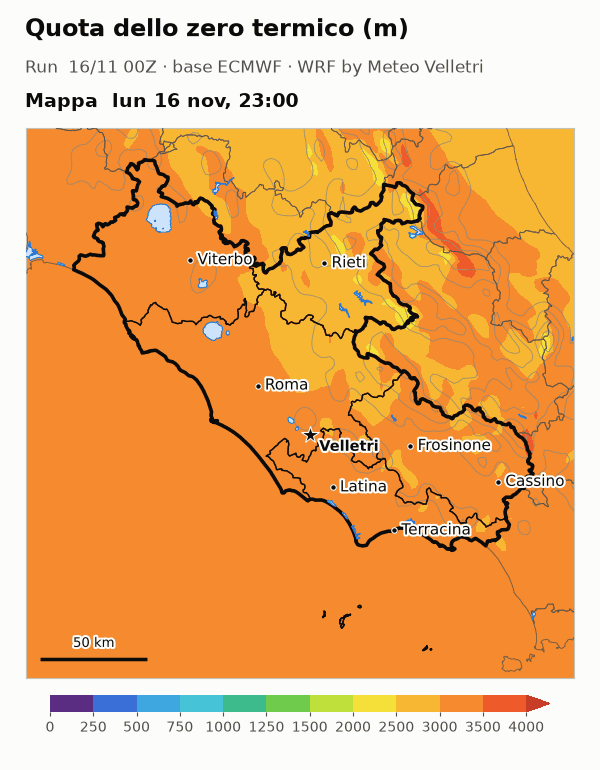 Quota dello zero termico (m)
Run 16/11 00Z · base ECMWF · WRF by Meteo Velletri
Mappa lun 16 nov, 23:00
Viterbo
Rieti
Roma
Velletri
Frosinone
Latina
Cassino
Terracina
50 km
0 250 500 750 1000 1250 1500 2000 2500 3000 3500 4000